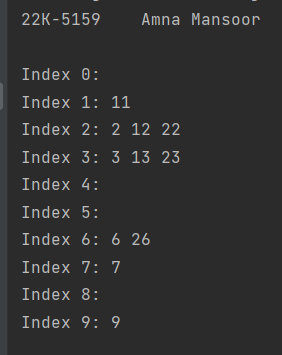 22K-5159    Amna Mansoor
Index 0:
Index 1: 11
Index 2: 2 12 22
Index 3: 3 13 23
Index 4:
Index 5:
Index 6: 6 26
Index 7: 7
Index 8:
Index 9: 9